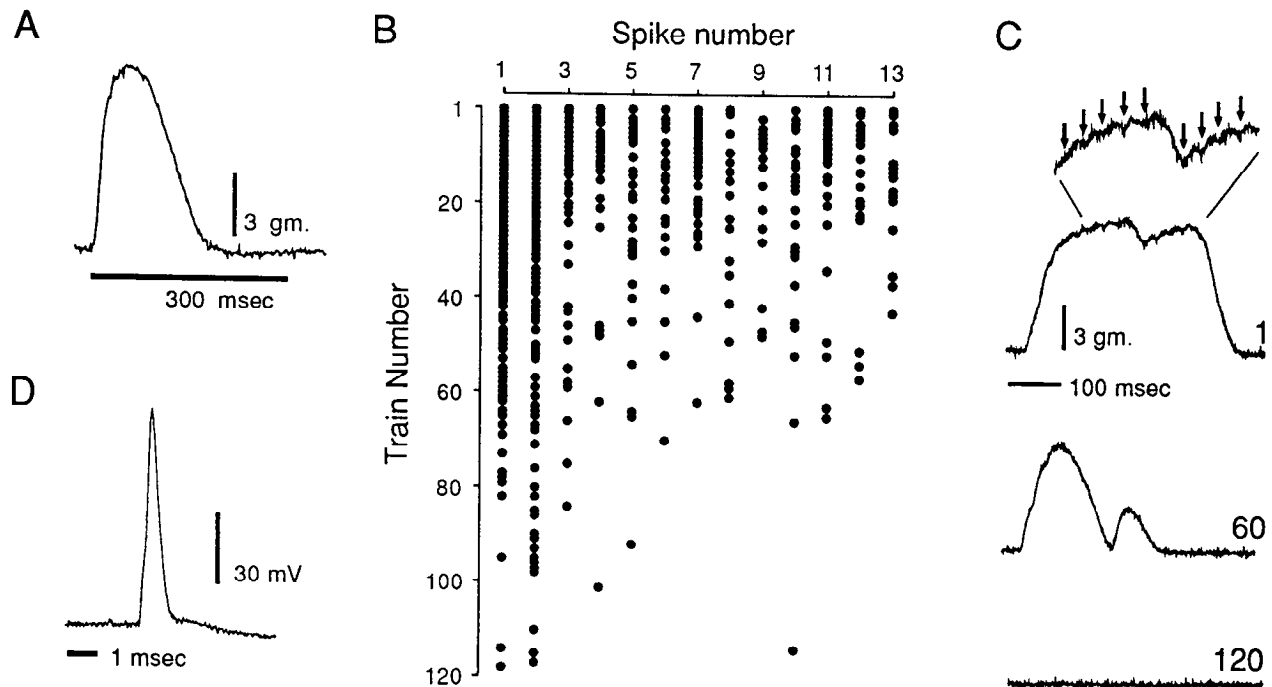 A
3 gm.
300 msec
B
Spike number
1 3 5 7 9 11 13
Train Number
1
20
40
60
80
100
120
C
3 gm.
1
100 msec
60
120
D
30 mV
1 msec